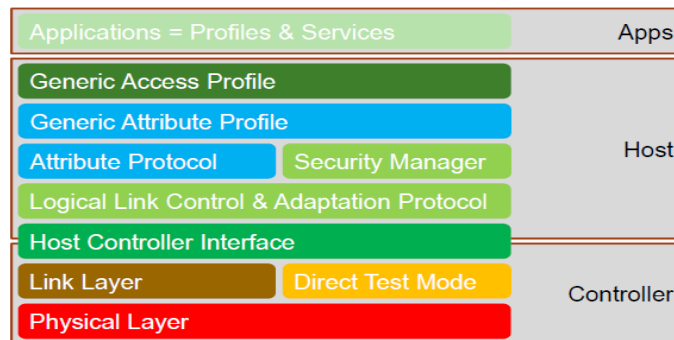 Applications = Profiles & Services Apps
Generic Access Profile
Generic Attribute Profile
Host
Attribute Protocol Security Manager
Logical Link Control & Adaptation Protocol
Host Controller Interface
Link Layer Direct Test Mode
Controller
Physical Layer